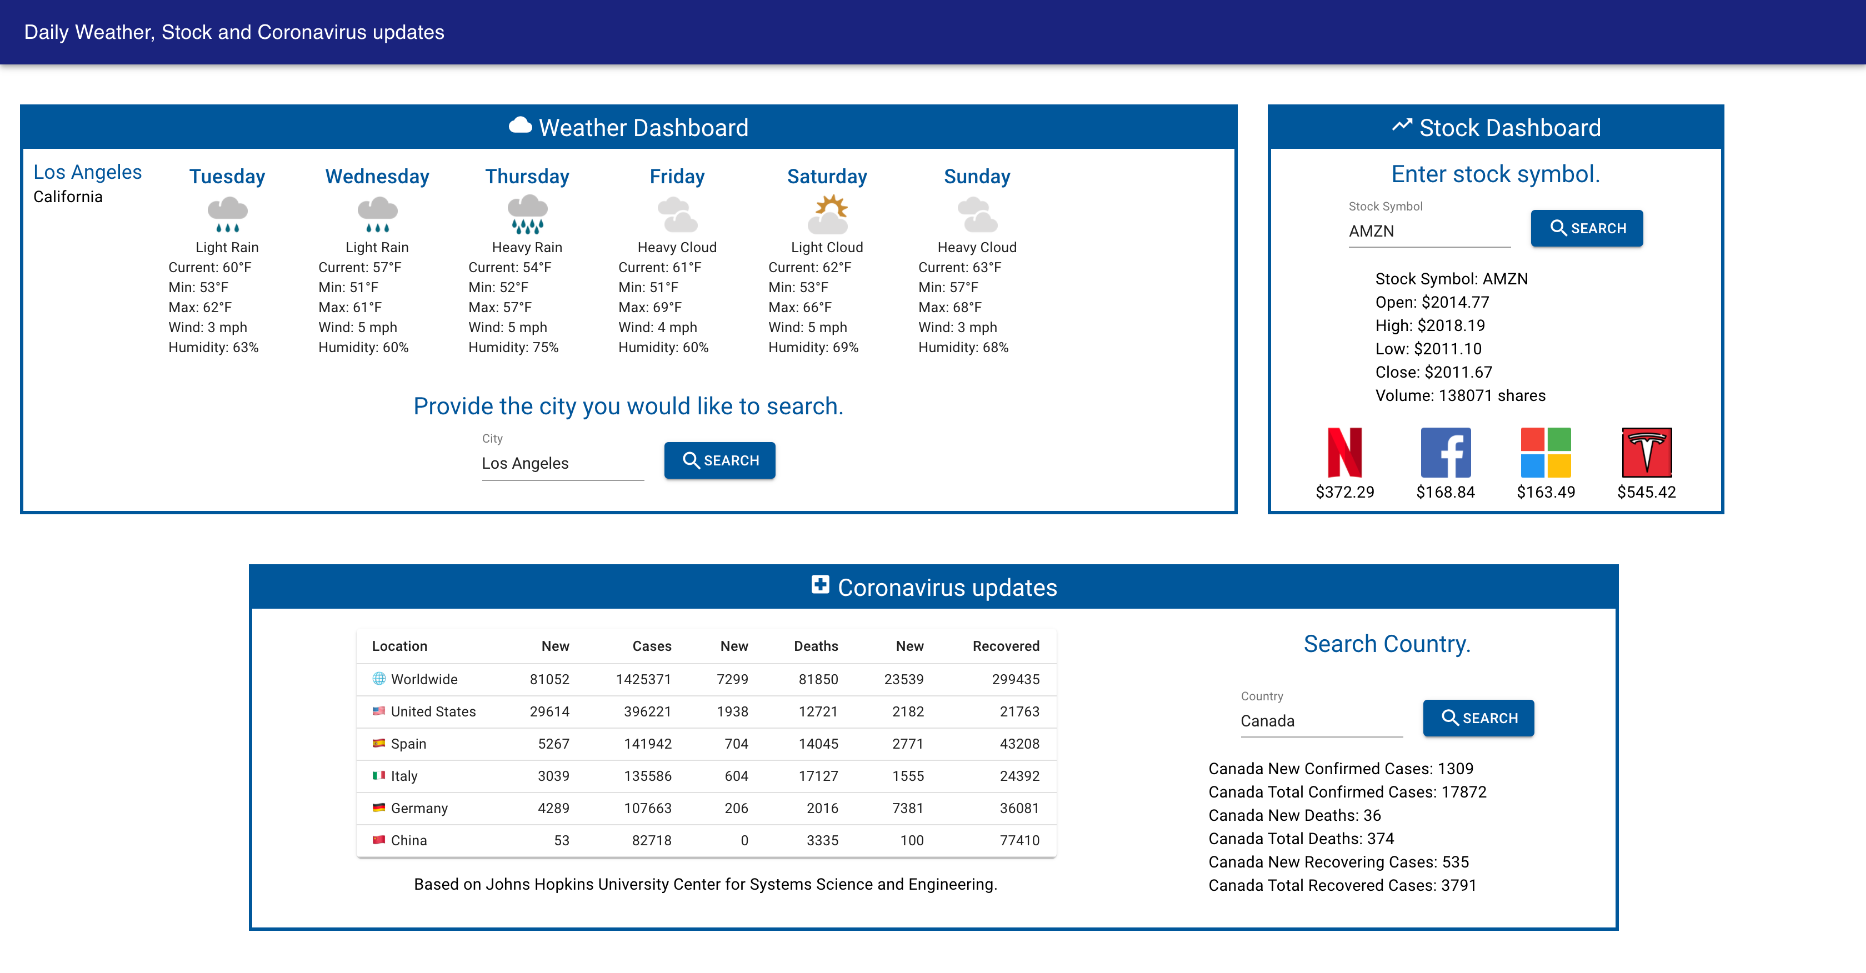 Daily Weather, Stock and Coronavirus updates
Weather Dashboard
Los Angeles
California
Tuesday
Light Rain
Current: 60°F
Min: 53°F
Max: 62°F
Wind: 3 mph
Humidity: 63%
Wednesday
Light Rain
Current: 57°F
Min: 51°F
Max: 61°F
Wind: 5 mph
Humidity: 60%
Thursday
Heavy Rain
Current: 54°F
Min: 52°F
Max: 57°F
Wind: 5 mph
Humidity: 75%
Friday
Heavy Cloud
Current: 61°F
Min: 51°F
Max: 69°F
Wind: 4 mph
Humidity: 60%
Saturday
Light Cloud
Current: 62°F
Min: 53°F
Max: 66°F
Wind: 5 mph
Humidity: 69%
Sunday
Heavy Cloud
Current: 63°F
Min: 57°F
Max: 68°F
Wind: 3 mph
Humidity: 68%
Provide the city you would like to search.
City
Los Angeles
SEARCH
Stock Dashboard
Enter stock symbol.
Stock Symbol
AMZN
SEARCH
Stock Symbol: AMZN
Open: $2014.77
High: $2018.19
Low: $2011.10
Close: $2011.67
Volume: 138071 shares
$372.29 $168.84 $163.49 $545.42
Coronavirus updates
Location New Cases New Deaths New Recovered
Worldwide 81052 1425371 7299 81850 23539 299435
United States 29614 396221 1938 12721 2182 21763
Spain 5267 141942 704 14045 2771 43208
Italy 3039 135586 604 17127 1555 24392
Germany 4289 107663 206 2016 7381 36081
China 53 82718 0 3335 100 77410
Based on Johns Hopkins University Center for Systems Science and Engineering.
Search Country.
Country
Canada
SEARCH
Canada New Confirmed Cases: 1309
Canada Total Confirmed Cases: 17872
Canada New Deaths: 36
Canada Total Deaths: 374
Canada New Recovering Cases: 535
Canada Total Recovered Cases: 3791